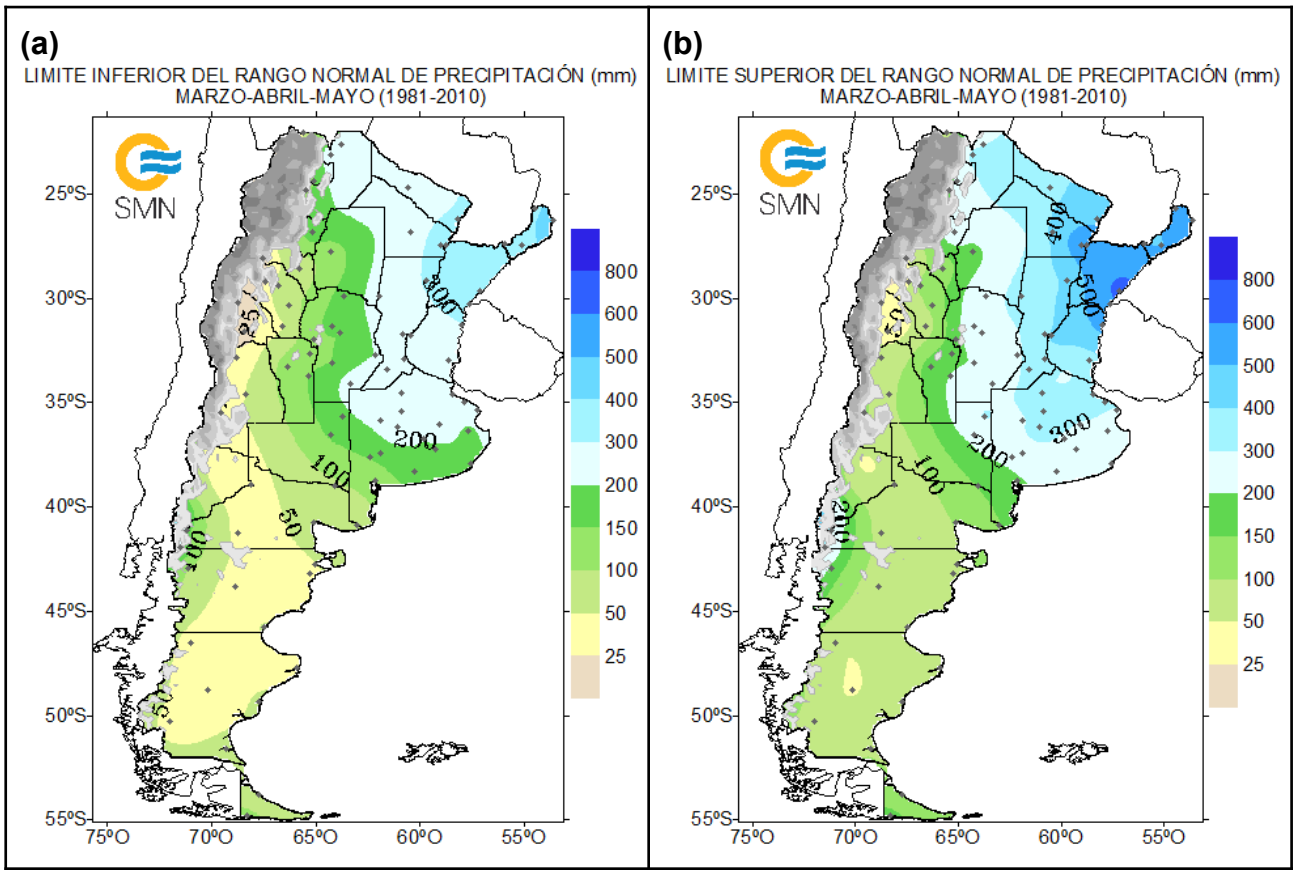 (a)
LIMITE INFERIOR DEL RANGO NORMAL DE PRECIPITACIÓN (mm)
MARZO-ABRIL-MAYO (1981-2010)
SMN
25ºS
30ºS
35ºS
40ºS
45ºS
50ºS
55ºS
75ºO
70ºO
65ºO
60ºO
55ºO
300
25
200
100
50
100
50
800
600
500
400
300
200
150
100
50
25
(b)
LIMITE SUPERIOR DEL RANGO NORMAL DE PRECIPITACIÓN (mm)
MARZO-ABRIL-MAYO (1981-2010)
SMN
25ºS
30ºS
35ºS
40ºS
45ºS
50ºS
55ºS
75ºO
70ºO
65ºO
60ºO
55ºO
400
500
50
300
200
100
200
800
600
500
400
300
200
150
100
50
25